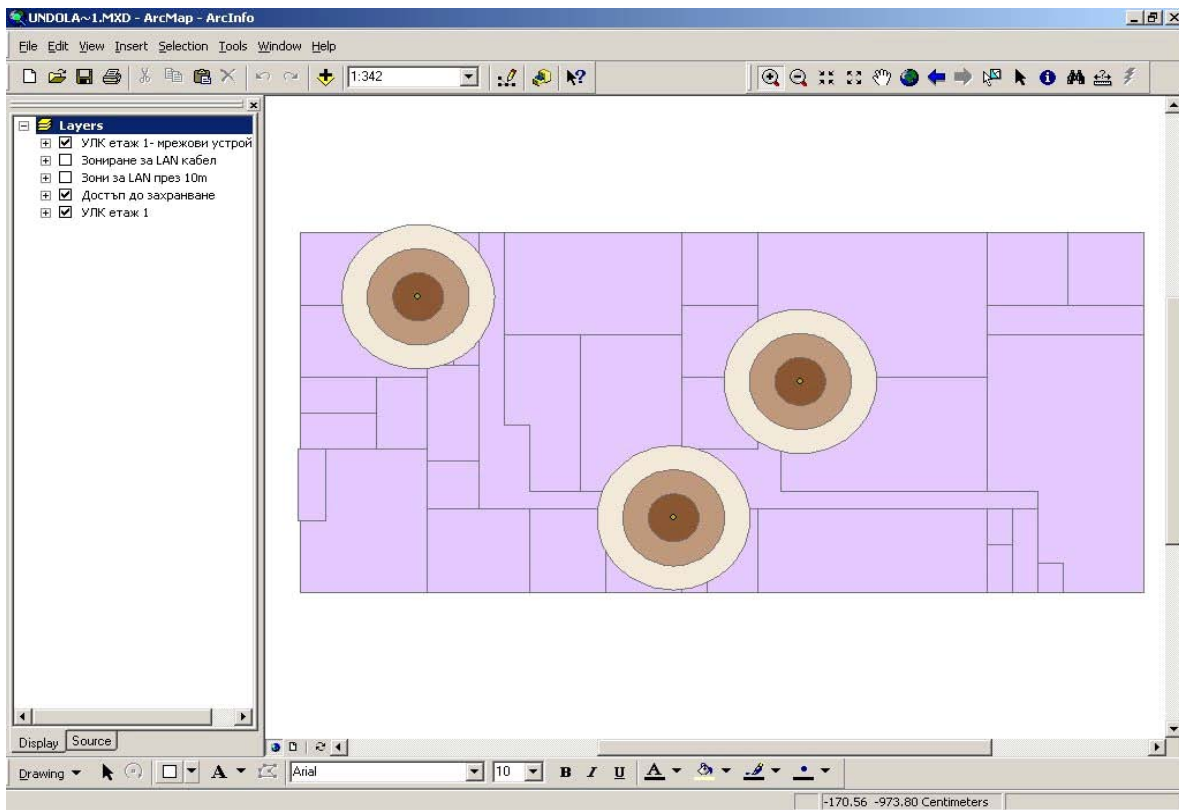 UNDOLA~1.MXD - ArcMap - ArcInfo
File Edit View Insert Selection Tools Window Help
1:342
Layers
УЛК етаж 1- мрежови устрой
Зониране за LAN кабел
Зони за LAN през 10m
Достъп до захранване
УЛК етаж 1
Display Source
Drawing A Arial 10 B I U A
-170.56 -973.80 Centimeters